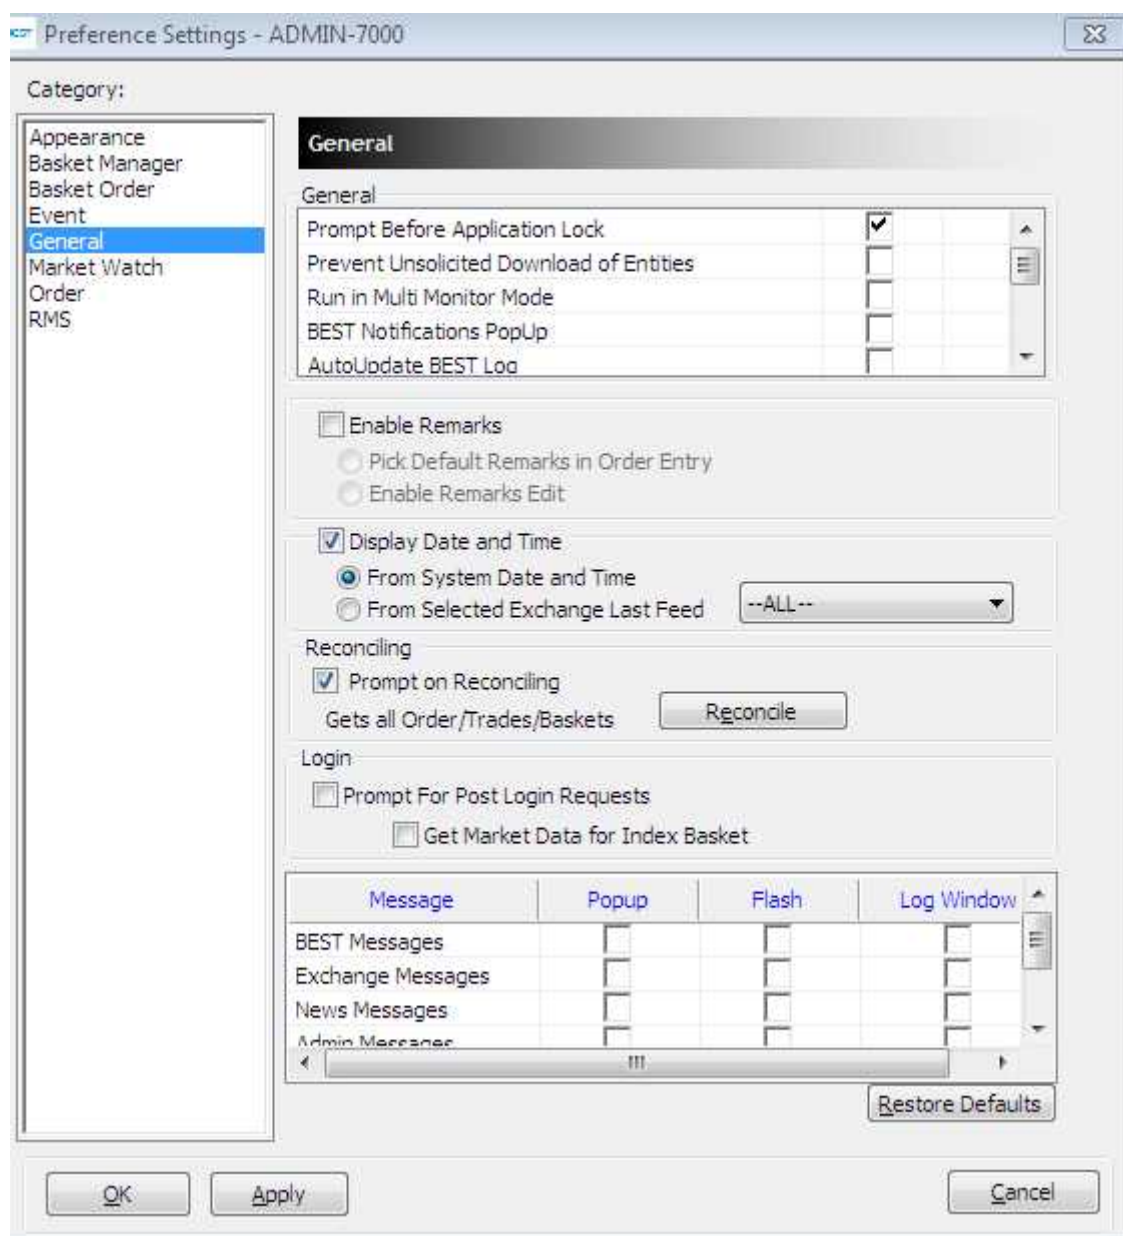 Preference Settings - ADMIN-7000
Category:
Appearance
Basket Manager
Basket Order
Event
General
Market Watch
Order
RMS
General
General
Prompt Before Application Lock
Prevent Unsolicited Download of Entities
Run in Multi Monitor Mode
BEST Notifications PopUp
AutoUpdate BEST Log
Enable Remarks
Pick Default Remarks in Order Entry
Enable Remarks Edit
Display Date and Time
From System Date and Time
From Selected Exchange Last Feed
--ALL--
Reconciling
Prompt on Reconciling
Gets all Order/Trades/Baskets
Reconcile
Login
Prompt For Post Login Requests
Get Market Data for Index Basket
Message Popup Flash Log Window
BEST Messages
Exchange Messages
News Messages
Admin Messages
Restore Defaults
OK Apply Cancel